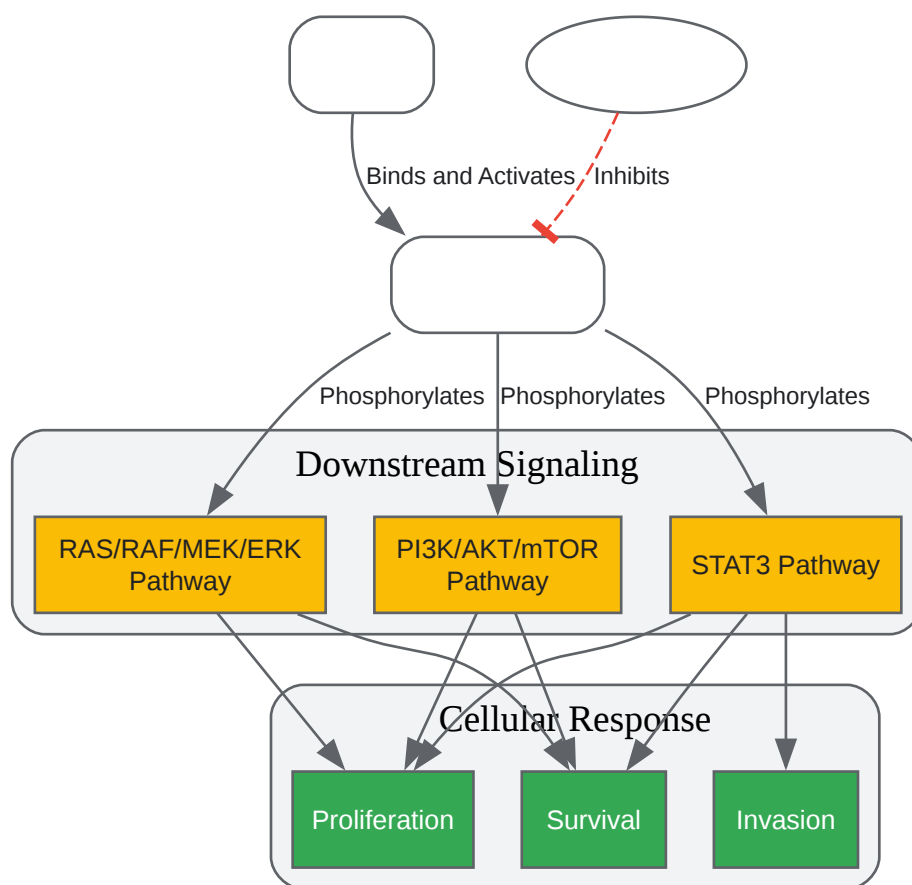 Binds and Activates
Inhibits
Phosphorylates
Phosphorylates
Phosphorylates
Downstream Signaling
RAS/RAF/MEK/ERK
Pathway
PI3K/AKT/mTOR
Pathway
STAT3 Pathway
Cellular Response
Proliferation
Survival
Invasion